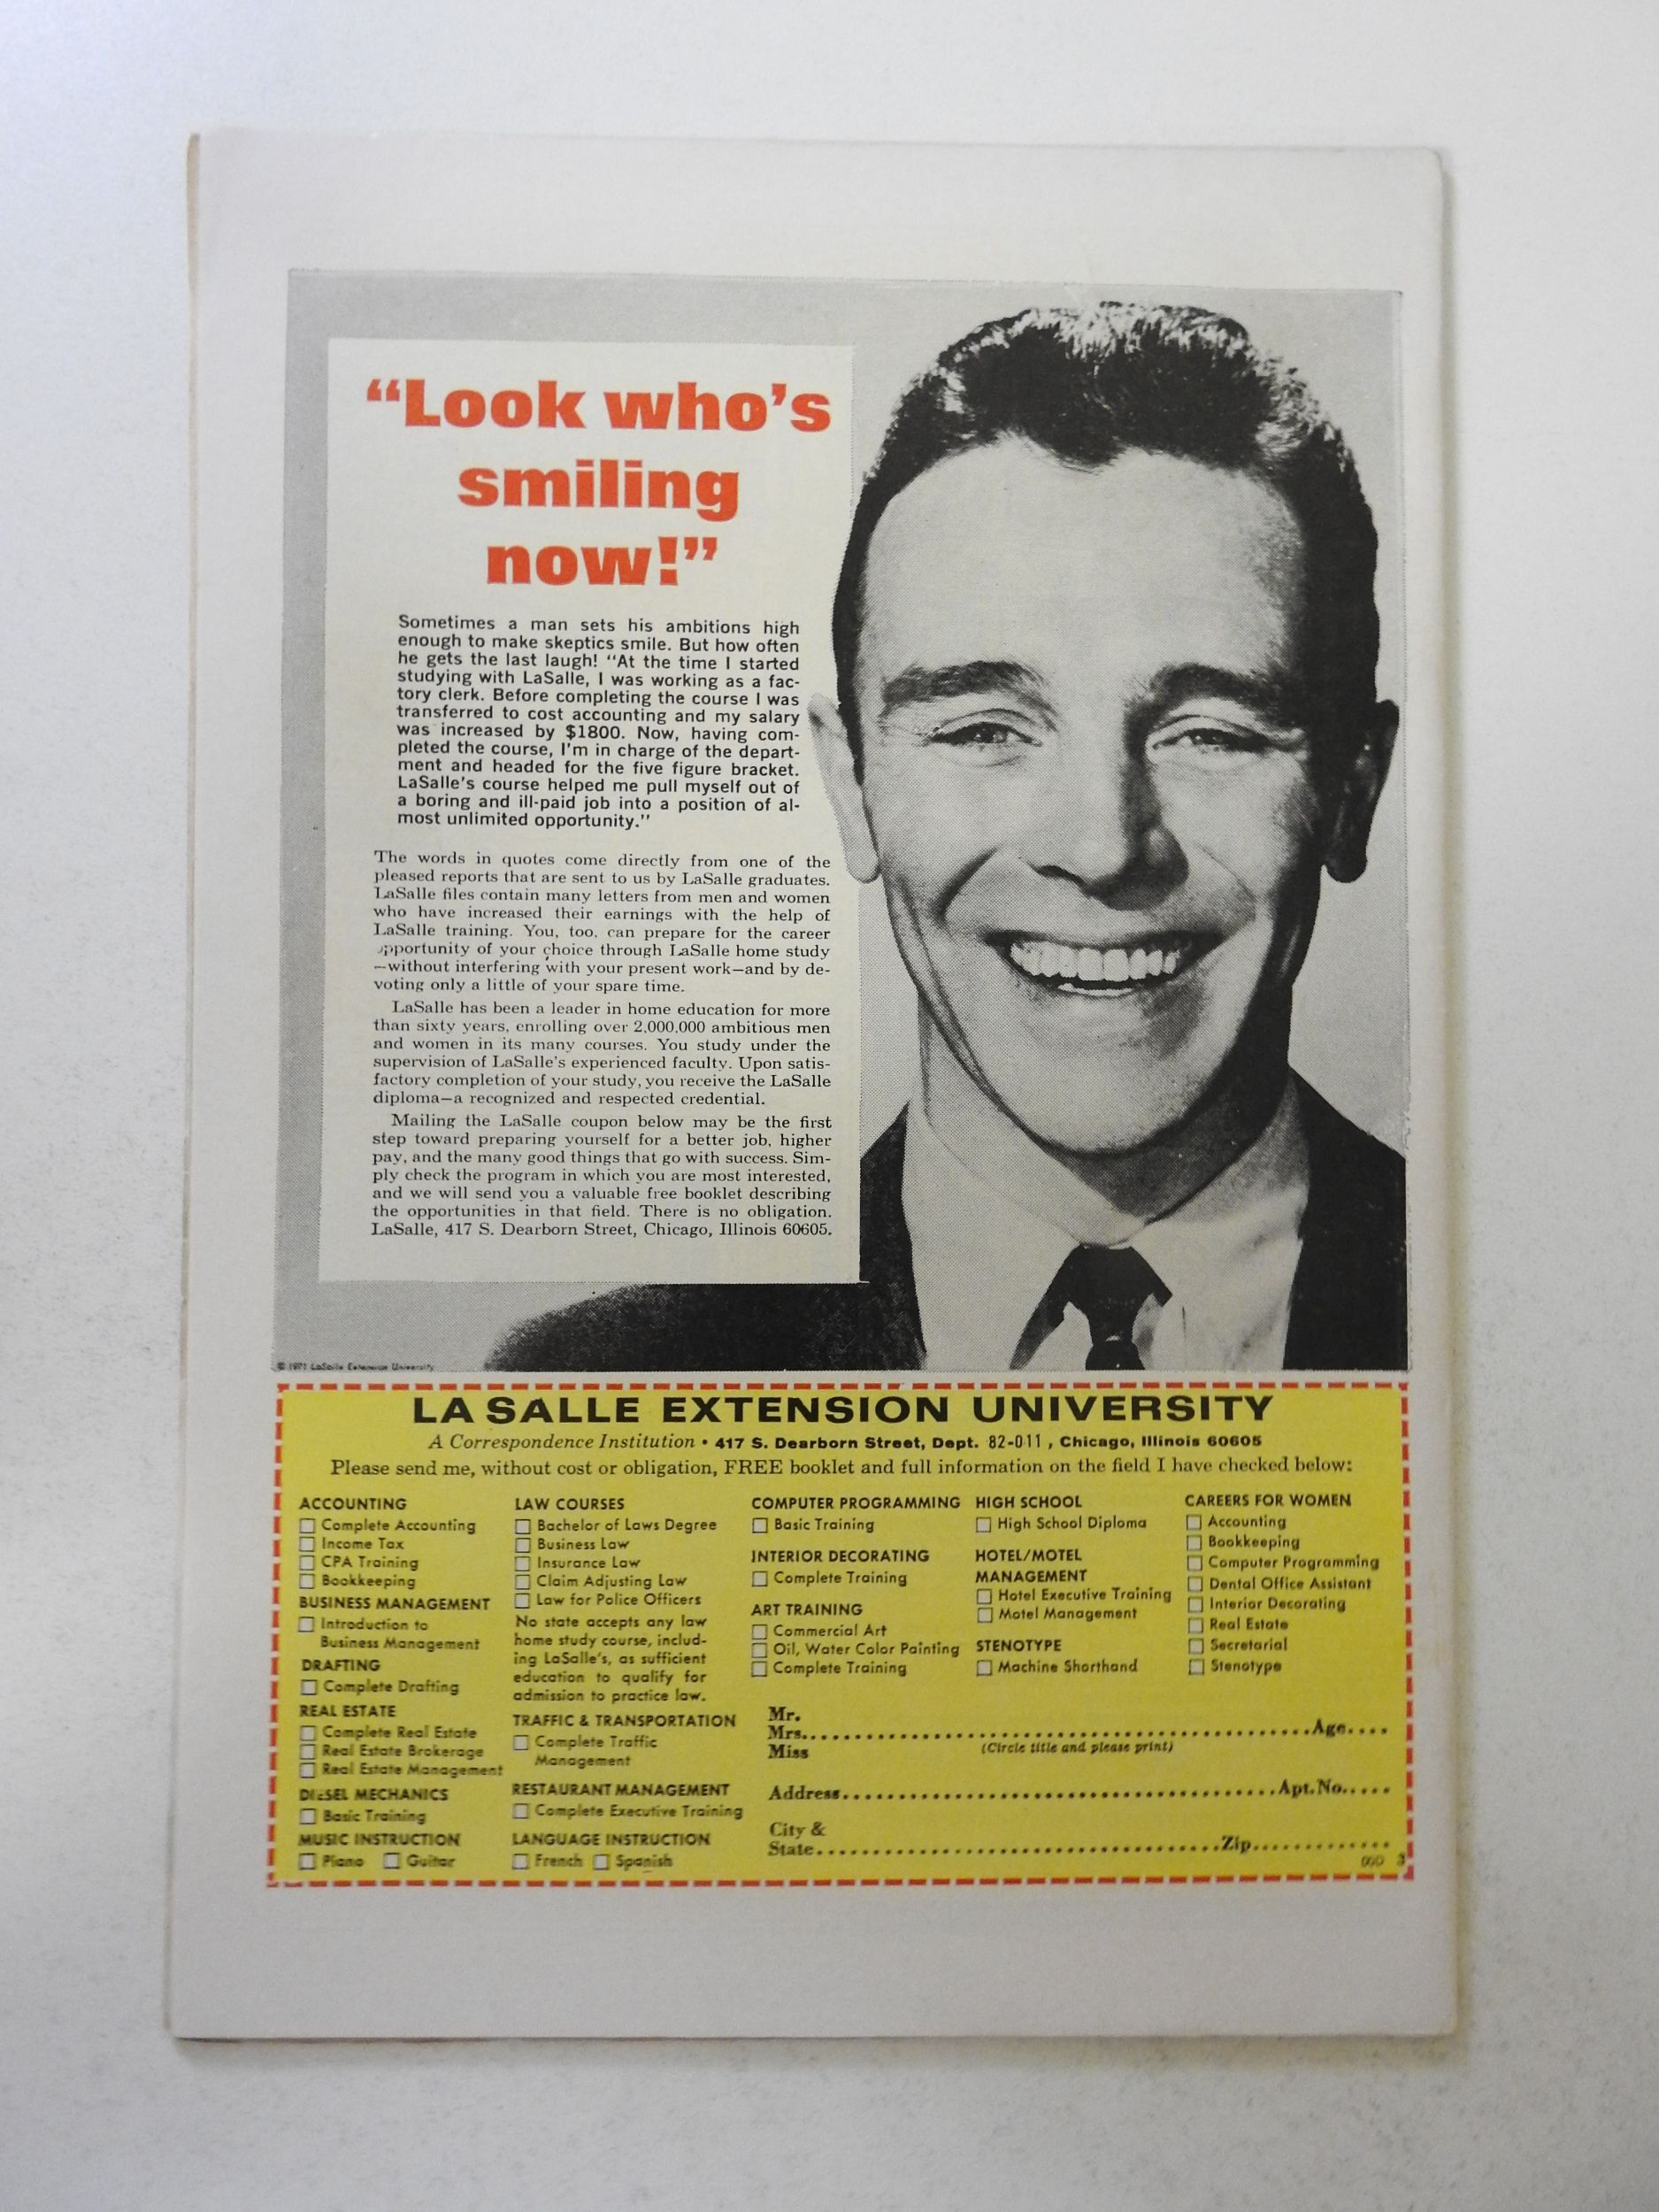 “Look who’s
smiling
now!”
Sometimes a man sets his ambitions high
enough to make skeptics smile. But how often
he gets the last laugh! “At the time I started
studying with LaSalle, I was working as a fac-
tory clerk. Before completing the course I was
transferred to cost accounting and my salary
was increased by $1800. Now, having com-
pleted the course, I’m in charge of the depart-
ment and headed for the five figure bracket.
LaSalle’s course helped me pull myself out of
a boring and ill-paid job into a position of al-
most unlimited opportunity.”
The words in quotes come directly from one of the
pleased reports that are sent to us by LaSalle graduates.
LaSalle files contain many letters from men and women
who have increased their earnings with the help of
LaSalle training. You, too, can prepare for the career
opportunity of your choice through LaSalle home study
—without interfering with your present work—and by de-
voting only a little of your spare time.
LaSalle has been a leader in home education for more
than sixty years, enrolling over 2,000,000 ambitious men
and women in its many courses. You study under the
supervision of LaSalle’s experienced faculty. Upon satis-
factory completion of your study, you receive the LaSalle
diploma—a recognized and respected credential.
Mailing the LaSalle coupon below may be the first
step toward preparing yourself for a better job, higher
pay, and the many good things that go with success. Sim-
ply check the program in which you are most interested,
and we will send you a valuable free booklet describing
the opportunities in that field. There is no obligation.
LaSalle, 417 S. Dearborn Street, Chicago, Illinois 60605.
© 1971 LaSalle Extension University
LA SALLE EXTENSION UNIVERSITY
A Correspondence Institution • 417 S. Dearborn Street, Dept. 82-011, Chicago, Illinois 60605
Please send me, without cost or obligation, FREE booklet and full information on the field I have checked below:
ACCOUNTING
Complete Accounting
Income Tax
CPA Training
Bookkeeping
BUSINESS MANAGEMENT
Introduction to
Business Management
DRAFTING
Complete Drafting
REAL ESTATE
Complete Real Estate
Real Estate Brokerage
Real Estate Management
DIESEL MECHANICS
Basic Training
MUSIC INSTRUCTION
Piano Guitar
LAW COURSES
Bachelor of Laws Degree
Business Law
Insurance Law
Claim Adjusting Law
Law for Police Officers
No state accepts any law
home study course, includ-
ing LaSalle’s, as sufficient
education to qualify for
admission to practice law.
TRAFFIC & TRANSPORTATION
Complete Traffic
Management
RESTAURANT MANAGEMENT
Complete Executive Training
LANGUAGE INSTRUCTION
French Spanish
COMPUTER PROGRAMMING
Basic Training
INTERIOR DECORATING
Complete Training
ART TRAINING
Commercial Art
Oil, Water Color Painting
Complete Training
HIGH SCHOOL
High School Diploma
HOTEL/MOTEL
MANAGEMENT
Hotel Executive Training
Motel Management
STENOTYPE
Machine Shorthand
CAREERS FOR WOMEN
Accounting
Bookkeeping
Computer Programming
Dental Office Assistant
Interior Decorating
Real Estate
Secretarial
Stenotype
Mr.
Mrs. Age
Miss (Circle title and please print)
Address Apt. No.
City &
State Zip